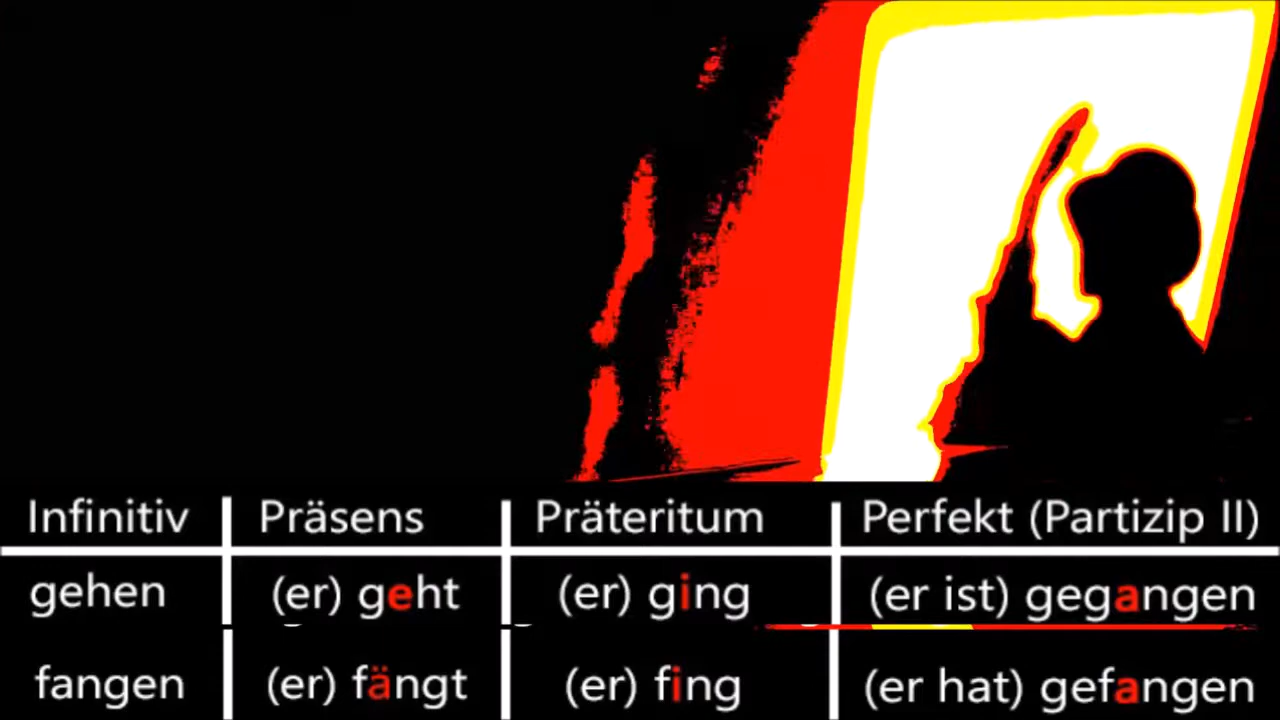 Infinitiv Präsens Präteritum Perfekt (Partizip II)
gehen (er) geht (er) ging (er ist) gegangen
fangen (er) fängt (er) fing (er hat) gefangen